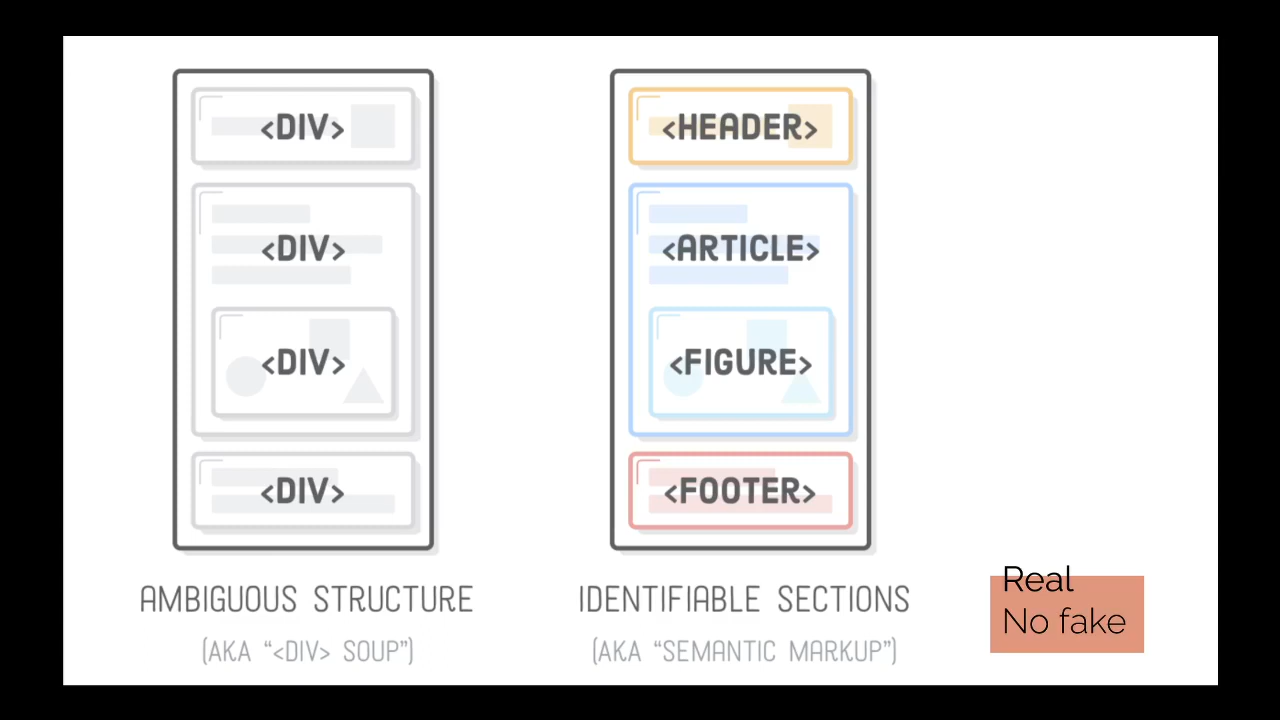 <DIV>
<DIV>
<DIV>
<DIV>
AMBIGUOUS STRUCTURE
(AKA “<DIV> SOUP”)
<HEADER>
<ARTICLE>
<FIGURE>
<FOOTER>
IDENTIFIABLE SECTIONS
(AKA “SEMANTIC MARKUP”)
Real
No fake